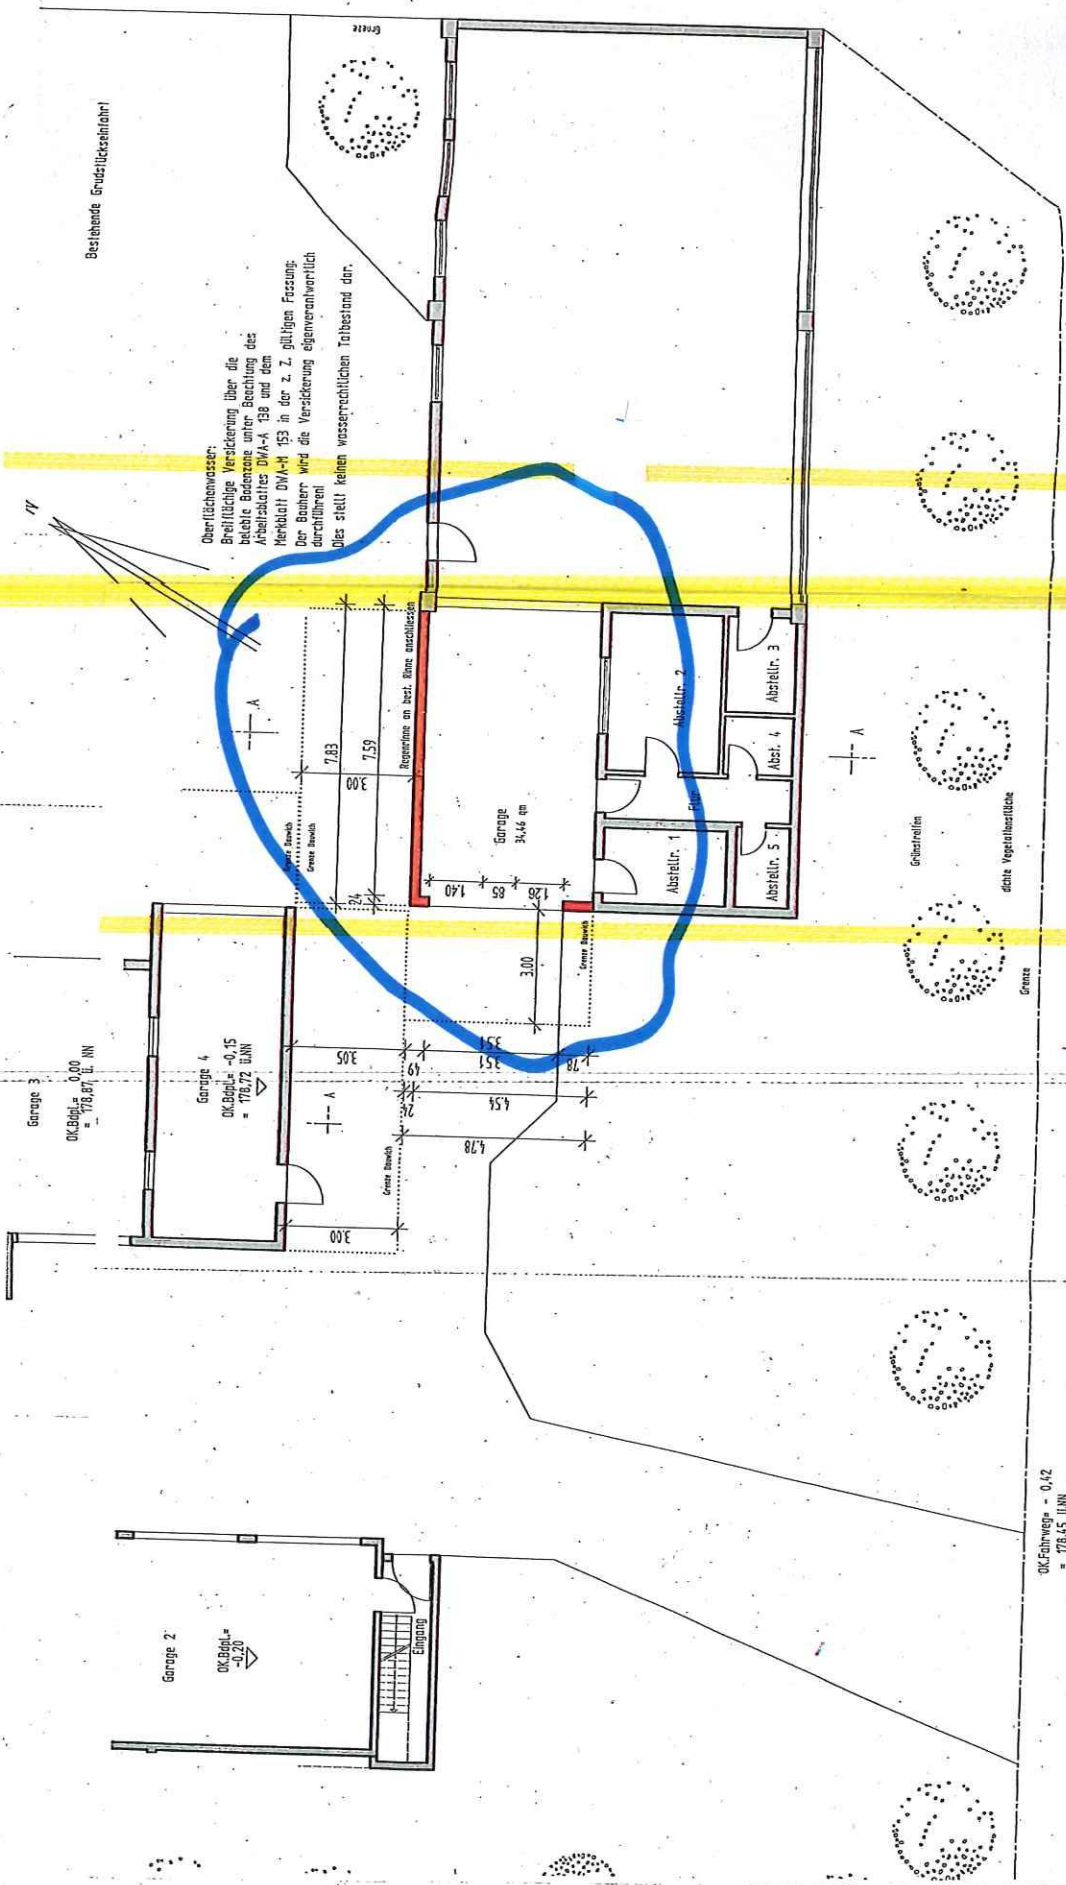 Bestehende Grudstückseinfahrt
Grenze
Oberflächenwasser:
Breitflächige Versickerung über die
belebte Bodenzone unter Beachtung des
Arbeitsblattes DWA-A 138 und dem
Merkblatt DWA-M 153 in der z. Z. gültigen Fassung:
Der Bauherr wird die Versickerung eigenverantwortlich
durchführen!
Dies stellt keinen wasserrechtlichen Tatbestand dar.
N
A
7.83
3.00
7.59
Regenrinne an best. Rinne anschliessen
Grenze Bauwich
Grenze Bauwich
24
Garage
34,46 qm
1.40
85
1.26
Abstellr. 1
Abstellr. 2
Abstellr. 3
Abst. 4
Abstellr. 5
Flur
A
3.00
Grenze Bauwich
Garage 3
OK.Bdpl.= 0,00
= 178,87 ü. NN
Garage 4
OK.Bdpl.= -0,15
= 178,72 ü.NN
3.05
49
3.51
3.51
78
24
4.54
4.78
A
Grenze Bauwich
3.00
Grünstreifen
dichte Vegetationsfläche
Grenze
Garage 2
OK.Bdpl.=
-0.20
Eingang
OK.Fahrweg= - 0,42
= 178.45 ü.NN